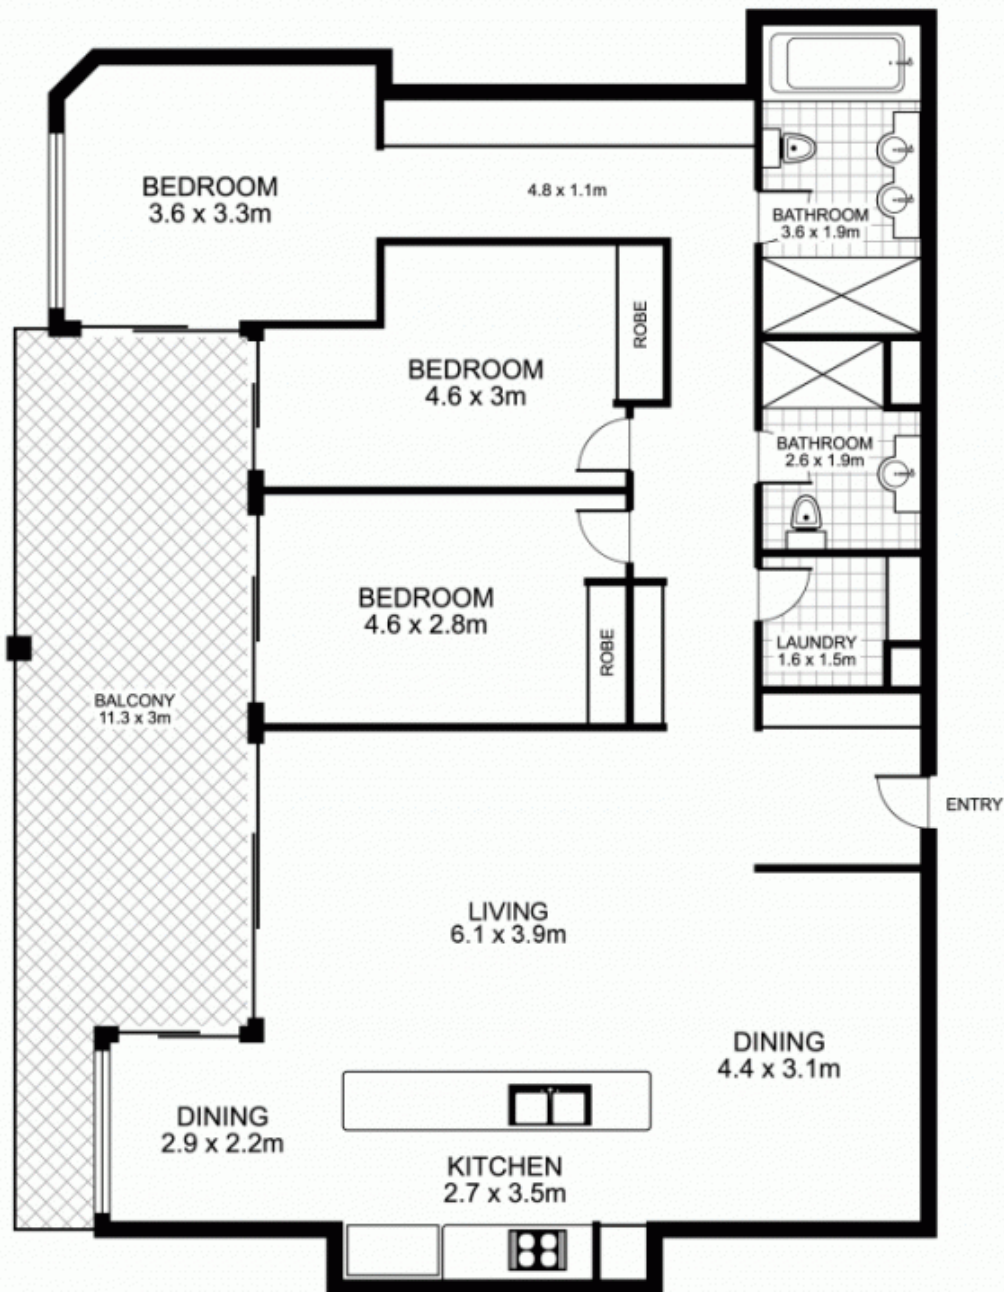 BEDROOM
3.6 x 3.3m
4.8 x 1.1m
BATHROOM
3.6 x 1.9m
BEDROOM
4.6 x 3m
ROBE
BATHROOM
2.6 x 1.9m
BEDROOM
4.6 x 2.8m
ROBE
LAUNDRY
1.6 x 1.5m
BALCONY
11.3 x 3m
ENTRY
LIVING
6.1 x 3.9m
DINING
4.4 x 3.1m
DINING
2.9 x 2.2m
KITCHEN
2.7 x 3.5m